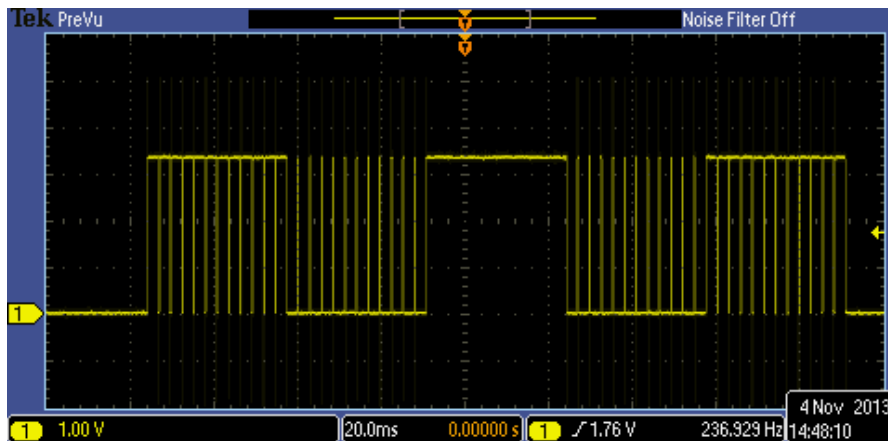 Tek PreVu Noise Filter Off
1
1 1.00 V 20.0ms 0.00000 s 1 1.76 V 236.929 Hz
4 Nov 2013
14:48:10